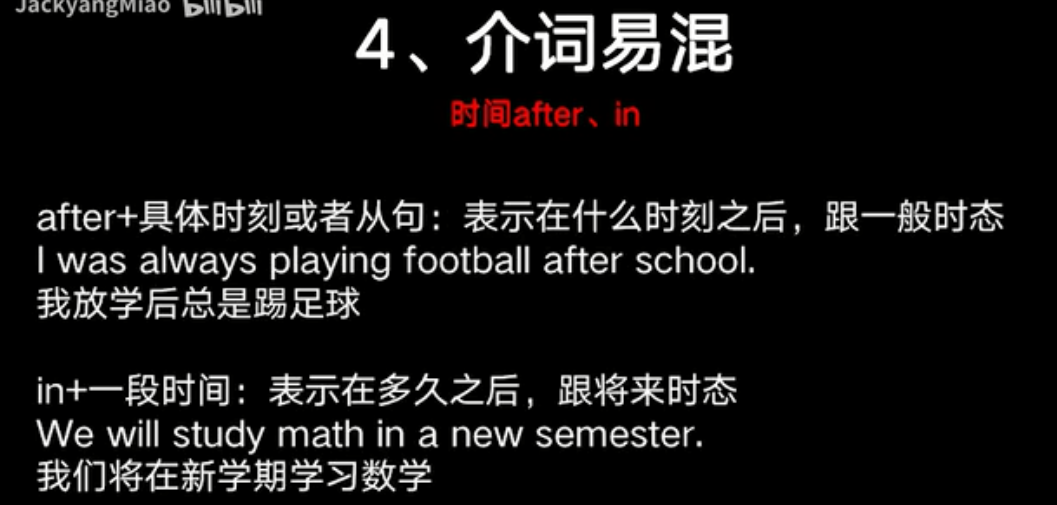 JackyangMiao bilibili
4、介词易混
时间after、in
after+具体时刻或者从句：表示在什么时刻之后，跟一般时态
I was always playing football after school.
我放学后总是踢足球
in+一段时间：表示在多久之后，跟将来时态
We will study math in a new semester.
我们将在新学期学习数学